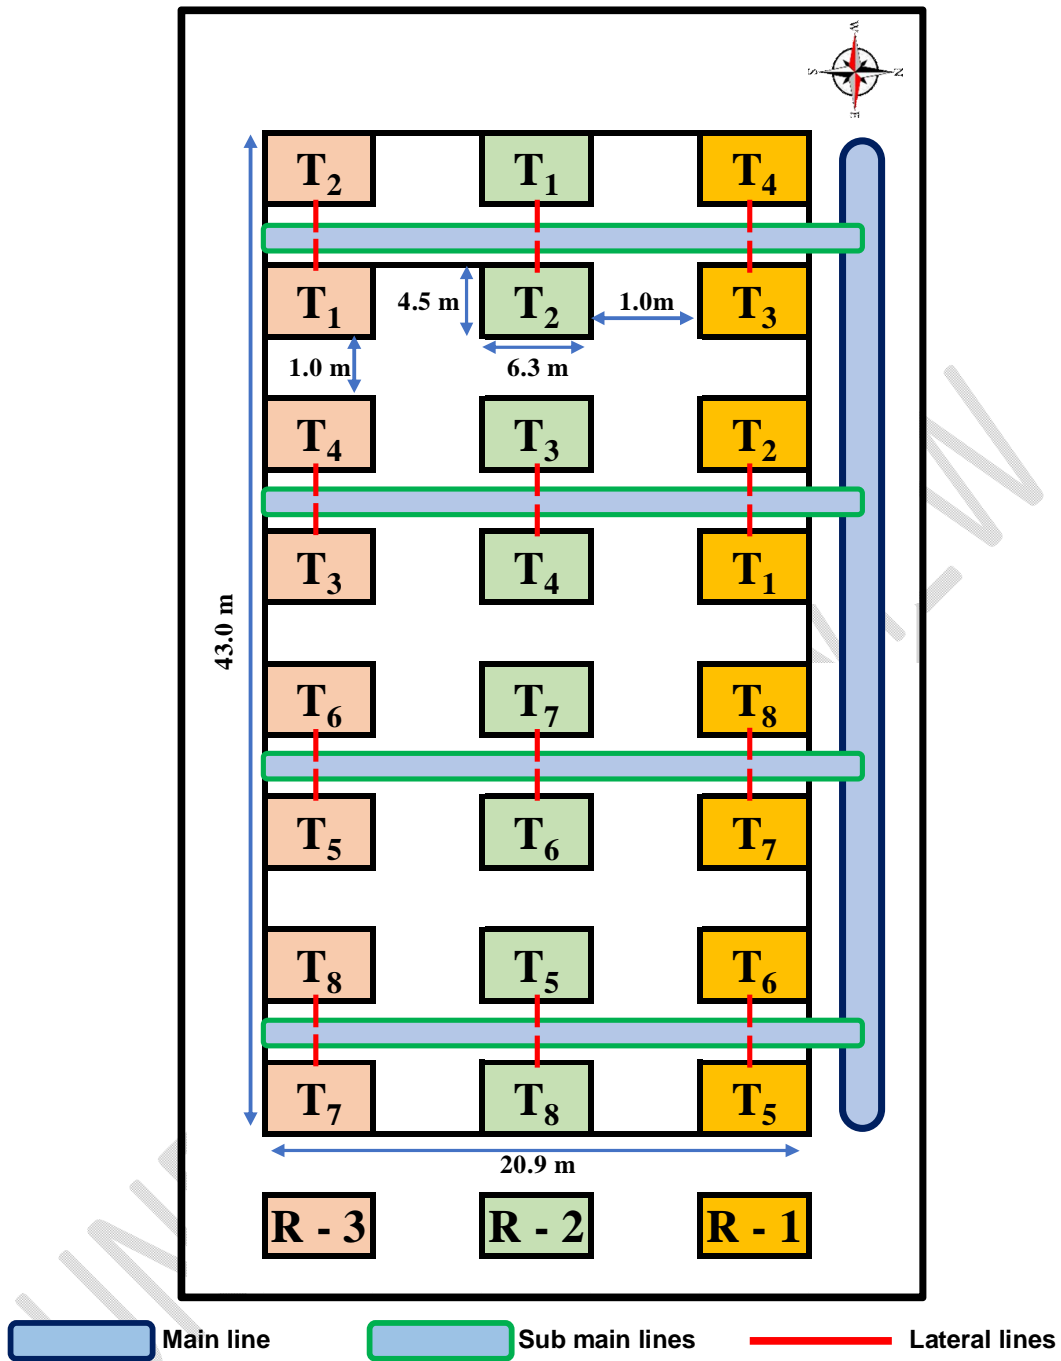 W
S N
E
T2 T1 T4
T1 4.5 m T2 1.0m T3
1.0 m 6.3 m
T4 T3 T2
T3 T4 T1
43.0 m
T6 T7 T8
T5 T6 T7
T8 T5 T6
T7 T8 T5
20.9 m
R - 3 R - 2 R - 1
Main line Sub main lines Lateral lines